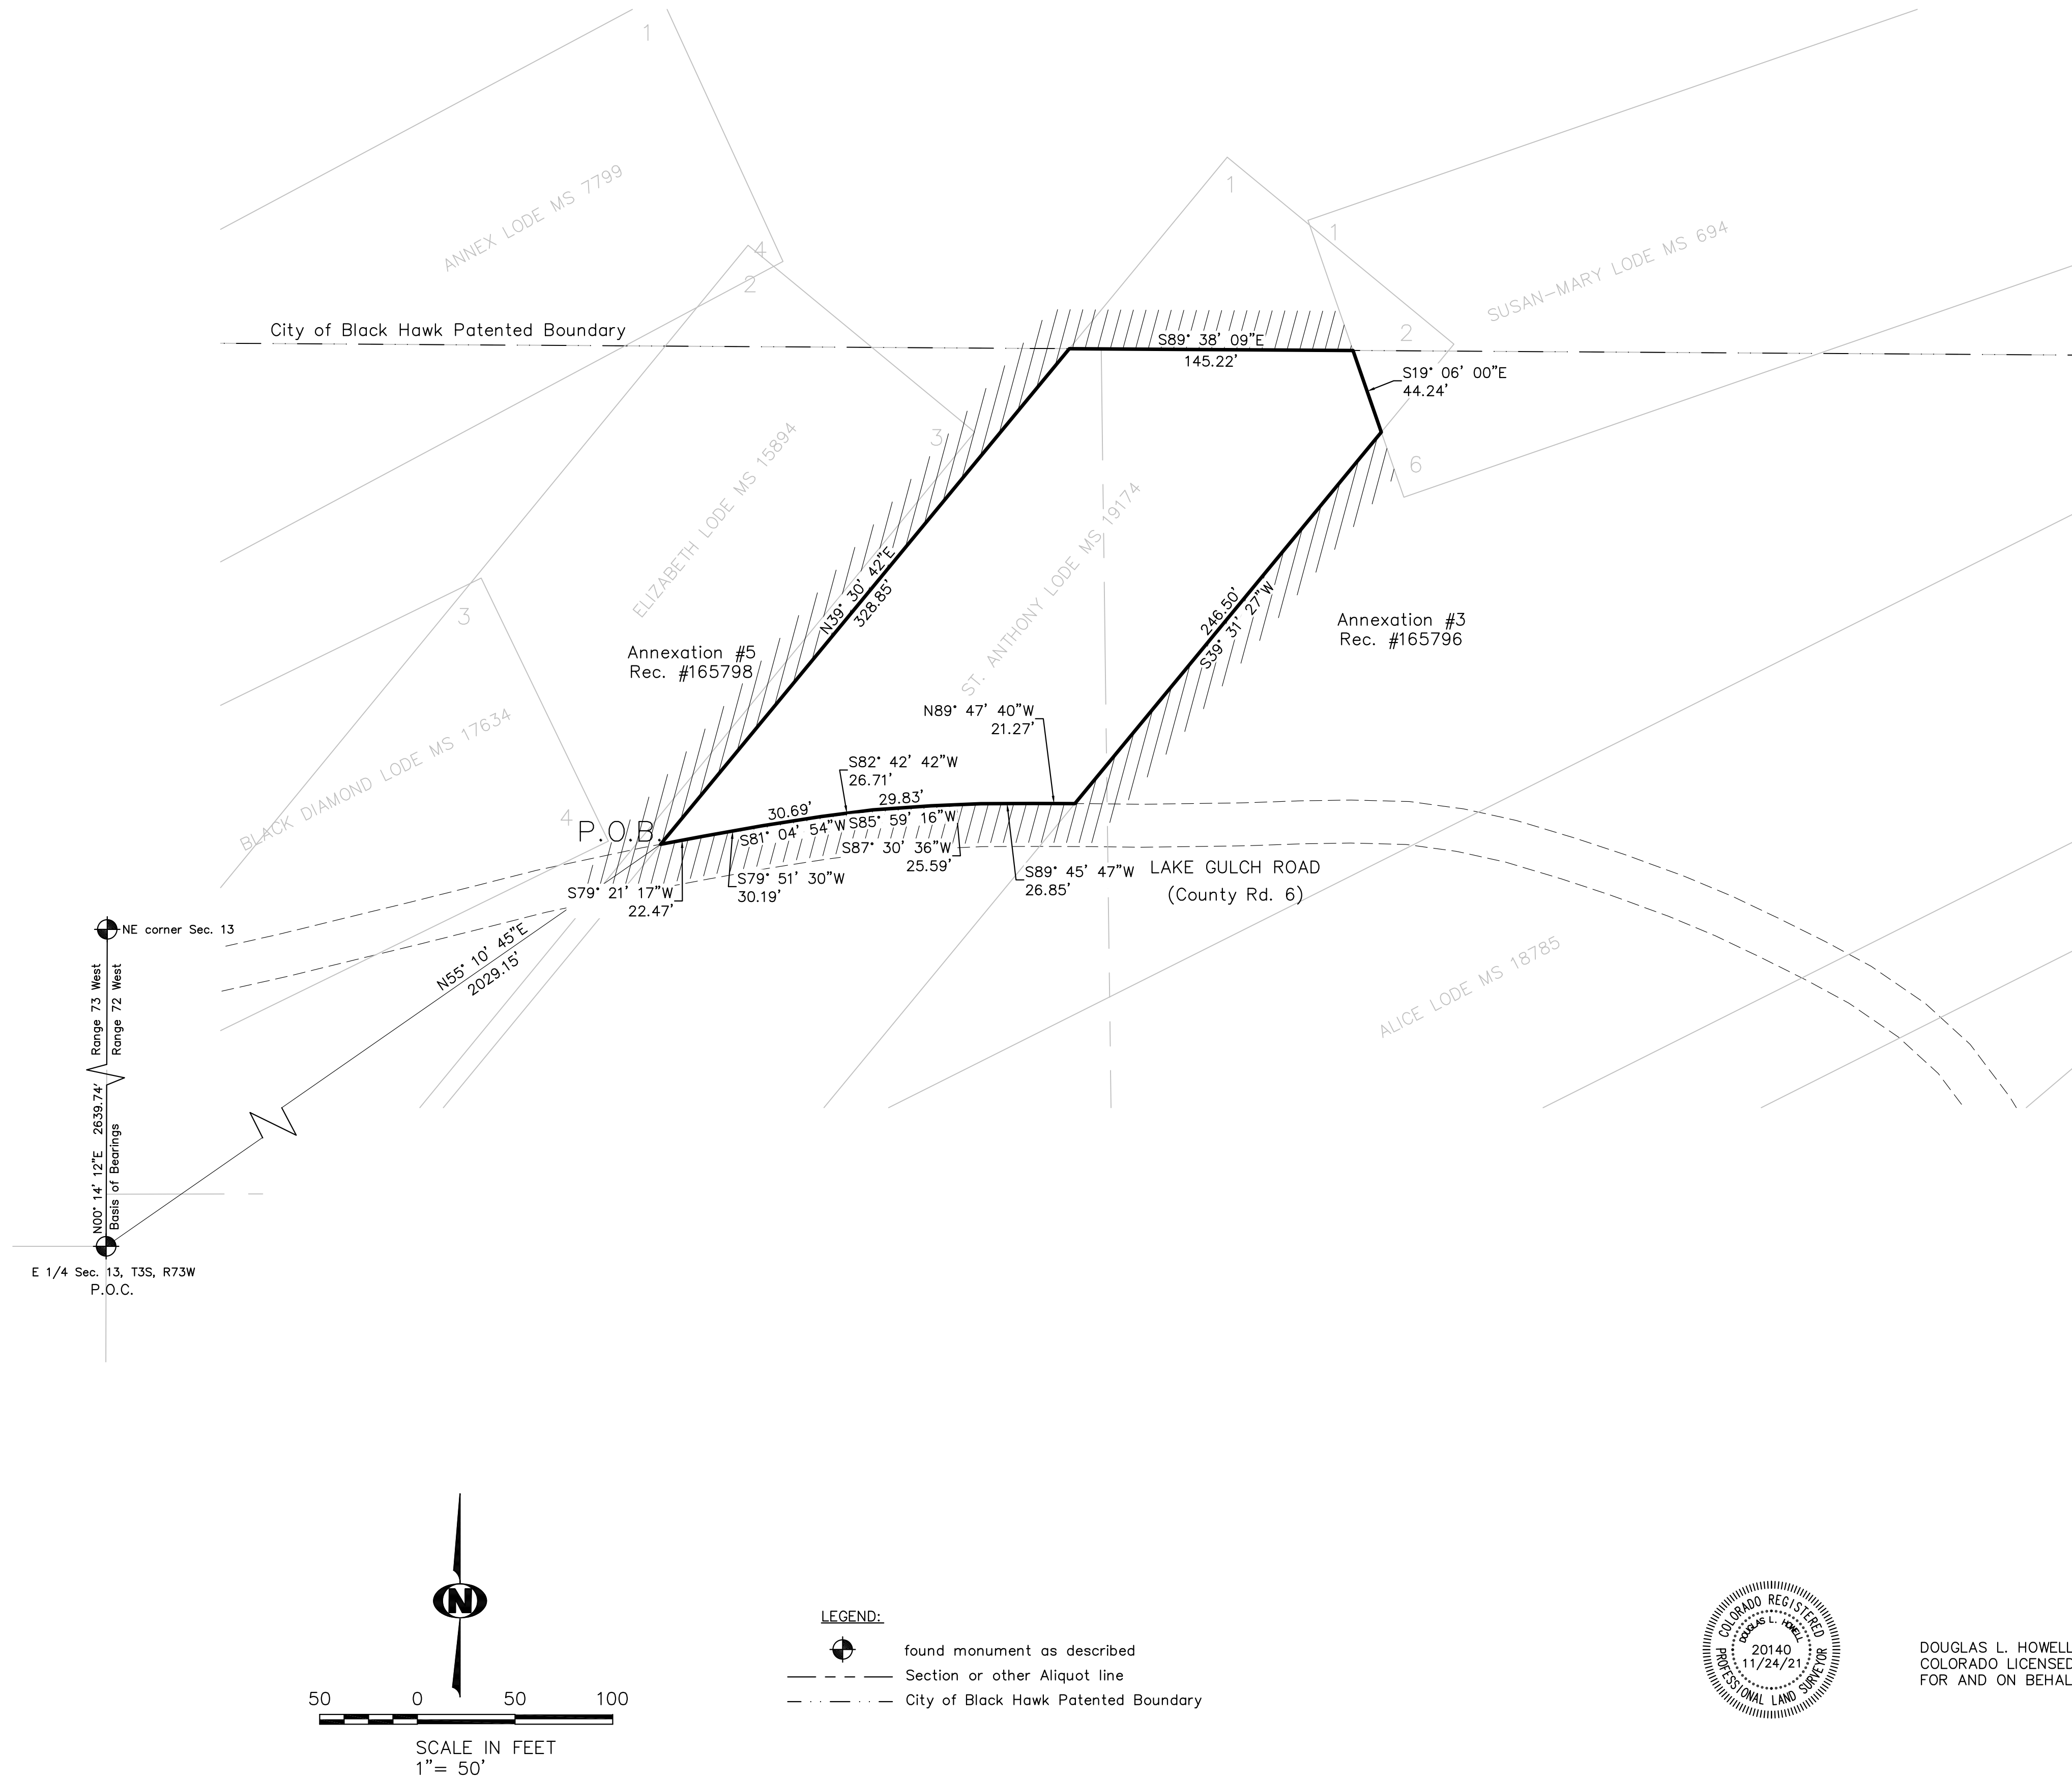 1
ANNEX LODE MS 7799
1
1
SUSAN-MARY LODE MS 694
4
2
City of Black Hawk Patented Boundary
S89° 38' 09"E
145.22'
2
S19° 06' 00"E
44.24'
3
6
ELIZABETH LODE MS 15894
ST. ANTHONY LODE MS 19174
N39° 30' 42"E
328.85'
246.50'
S39° 31' 27"W
Annexation #3
Rec. #165796
3
Annexation #5
Rec. #165798
BLACK DIAMOND LODE MS 17634
N89° 47' 40"W
21.27'
S82° 42' 42"W
26.71'
4
P.O.B.
30.69'
S81° 04' 54"W
29.83'
S85° 59' 16"W
S87° 30' 36"W
25.59'
S89° 45' 47"W
26.85'
LAKE GULCH ROAD
(County Rd. 6)
S79° 51' 30"W
30.19'
S79° 21' 17"W
22.47'
NE corner Sec. 13
N55° 10' 45"E
2029.15'
ALICE LODE MS 18785
Range 73 West
Range 72 West
N00° 14' 12"E 2639.74'
Basis of Bearings
E 1/4 Sec. 13, T3S, R73W
P.O.C.
N
50 0 50 100
SCALE IN FEET
1"= 50'
LEGEND:
found monument as described
Section or other Aliquot line
City of Black Hawk Patented Boundary
COLORADO REGISTERED
DOUGLAS L. HOWELL
20140
11/24/21
PROFESSIONAL LAND SURVEYOR
DOUGLAS L. HOWELL
COLORADO LICENSED
FOR AND ON BEHAL